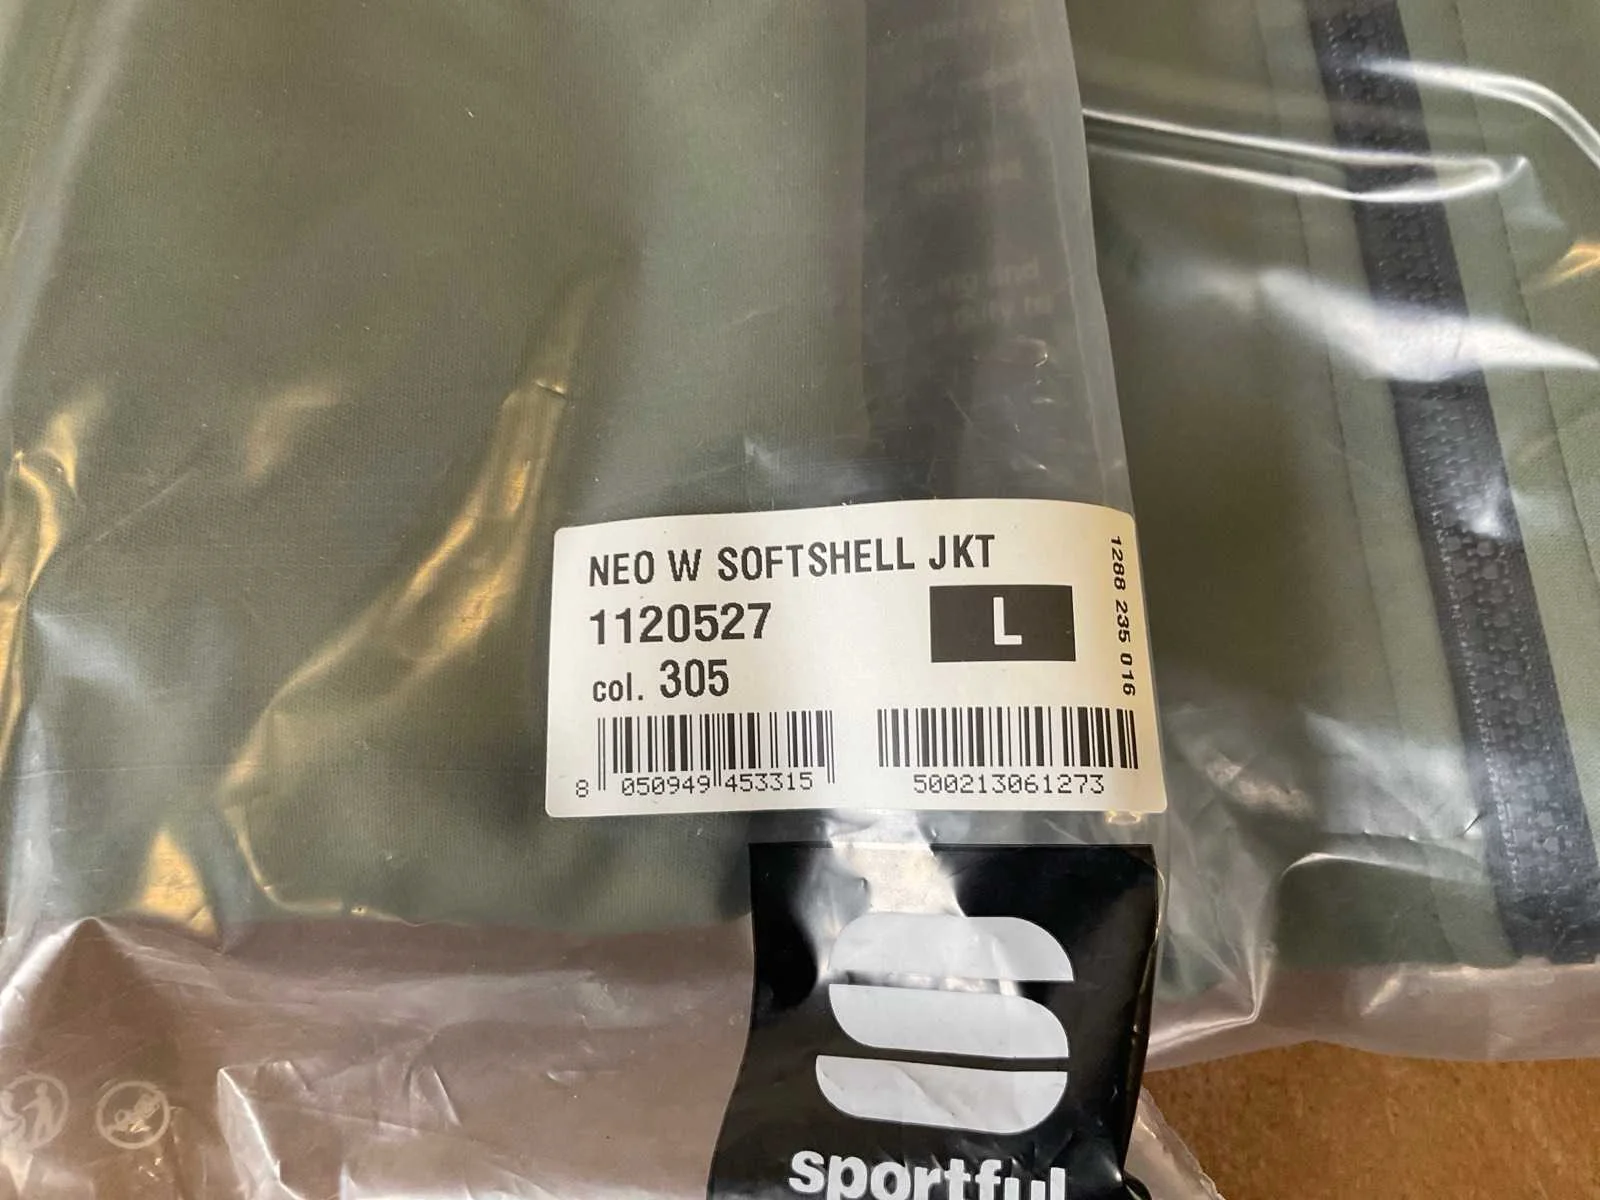 NEO W SOFTSHELL JKT
1120527
L
col. 305
1288 235 016
8 050949 453315
500213061273
sportful